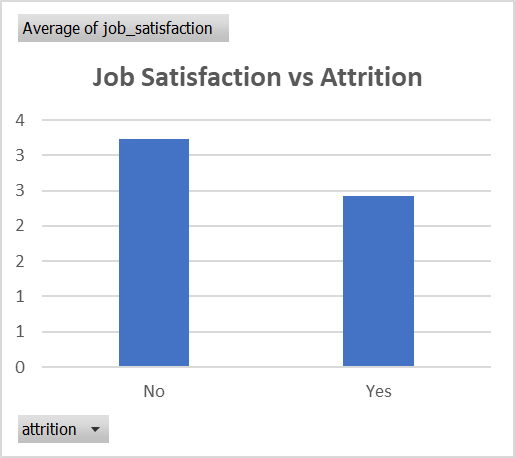 Average of job_satisfaction
Job Satisfaction vs Attrition
4
3
3
2
2
1
1
0
No Yes
attrition